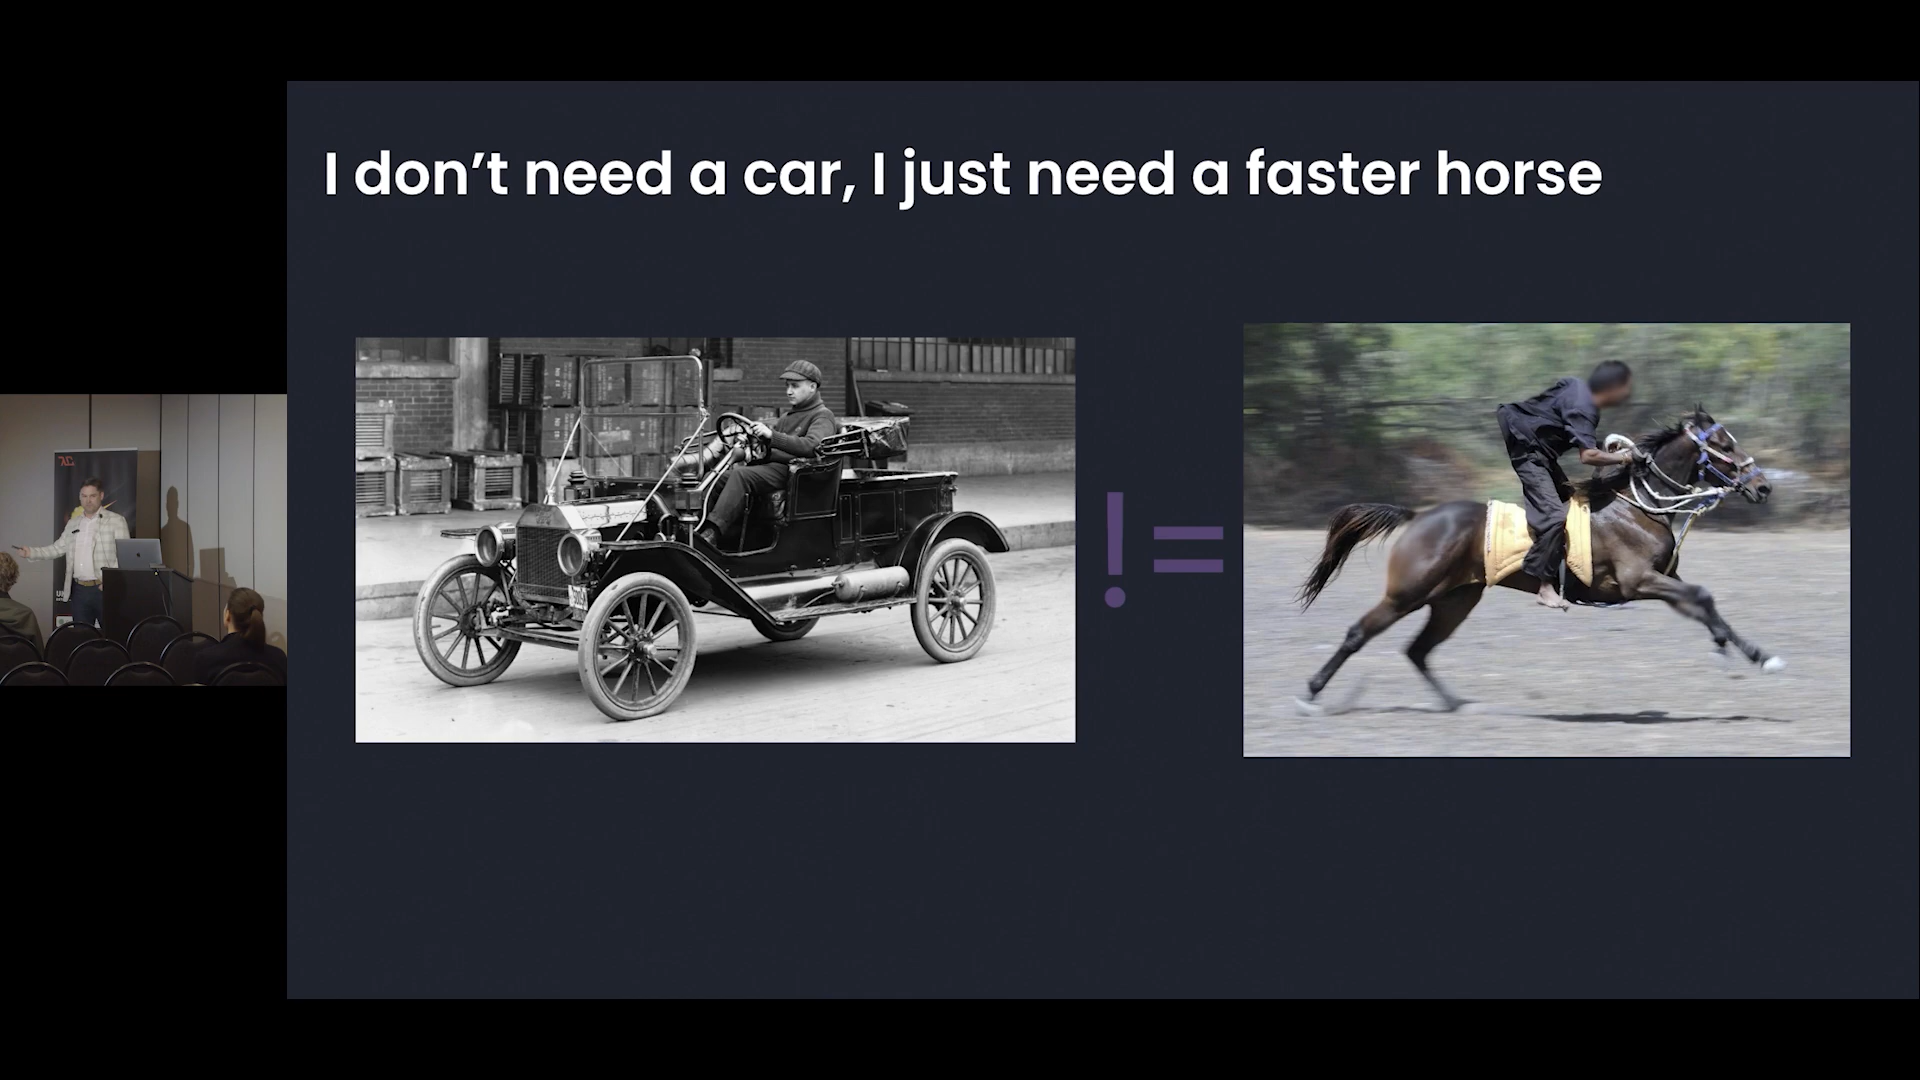 I don’t need a car, I just need a faster horse
!=